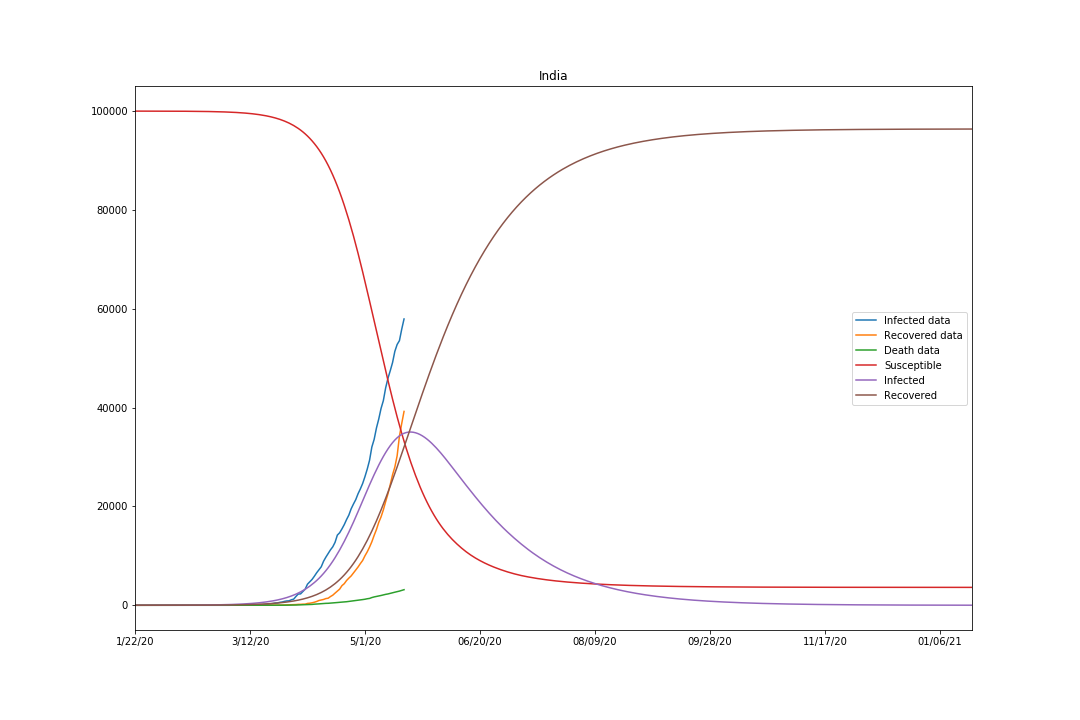 India
100000
80000
60000
40000
20000
0
Infected data
Recovered data
Death data
Susceptible
Infected
Recovered
1/22/20 3/12/20 5/1/20 06/20/20 08/09/20 09/28/20 11/17/20 01/06/21